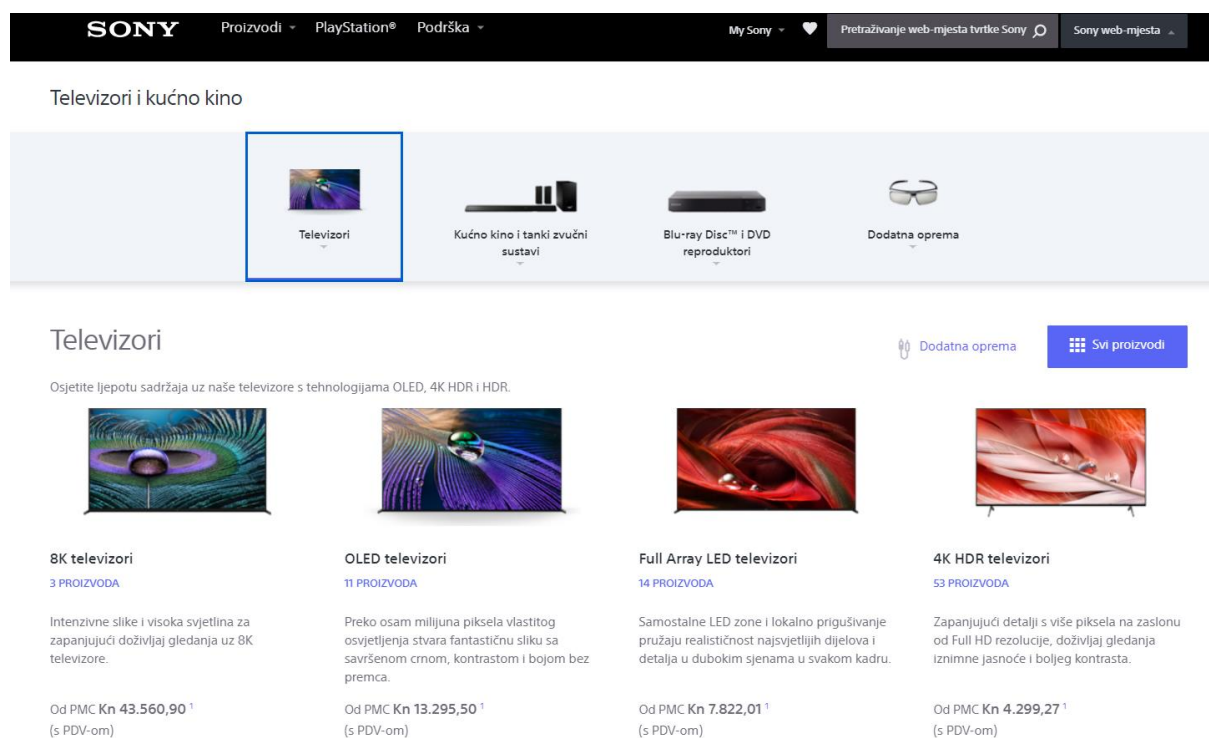 SONY Proizvodi PlayStation® Podrška My Sony Pretraživanje web-mjesta tvrtke Sony Sony web-mjesta
Televizori i kućno kino
Televizori
Kućno kino i tanki zvučni
sustavi
Blu-ray Disc™ i DVD
reproduktori
Dodatna oprema
Televizori
Dodatna oprema
Svi proizvodi
Osjetite ljepotu sadržaja uz naše televizore s tehnologijama OLED, 4K HDR i HDR.
8K televizori
3 PROIZVODA
Intenzivne slike i visoka svjetlina za
zapanjujući doživljaj gledanja uz 8K
televizore.
Od PMC Kn 43.560,90 1
(s PDV-om)
OLED televizori
11 PROIZVODA
Preko osam milijuna piksela vlastitog
osvjetljenja stvara fantastičnu sliku sa
savršenom crnom, kontrastom i bojom bez
premca.
Od PMC Kn 13.295,50 1
(s PDV-om)
Full Array LED televizori
14 PROIZVODA
Samostalne LED zone i lokalno prigušivanje
pružaju realističnost najsvjetlijih dijelova i
detalja u dubokim sjenama u svakom kadru.
Od PMC Kn 7.822,01 1
(s PDV-om)
4K HDR televizori
53 PROIZVODA
Zapanjujući detalji s više piksela na zaslonu
od Full HD rezolucije, doživljaj gledanja
iznimne jasnoće i boljeg kontrasta.
Od PMC Kn 4.299,27 1
(s PDV-om)